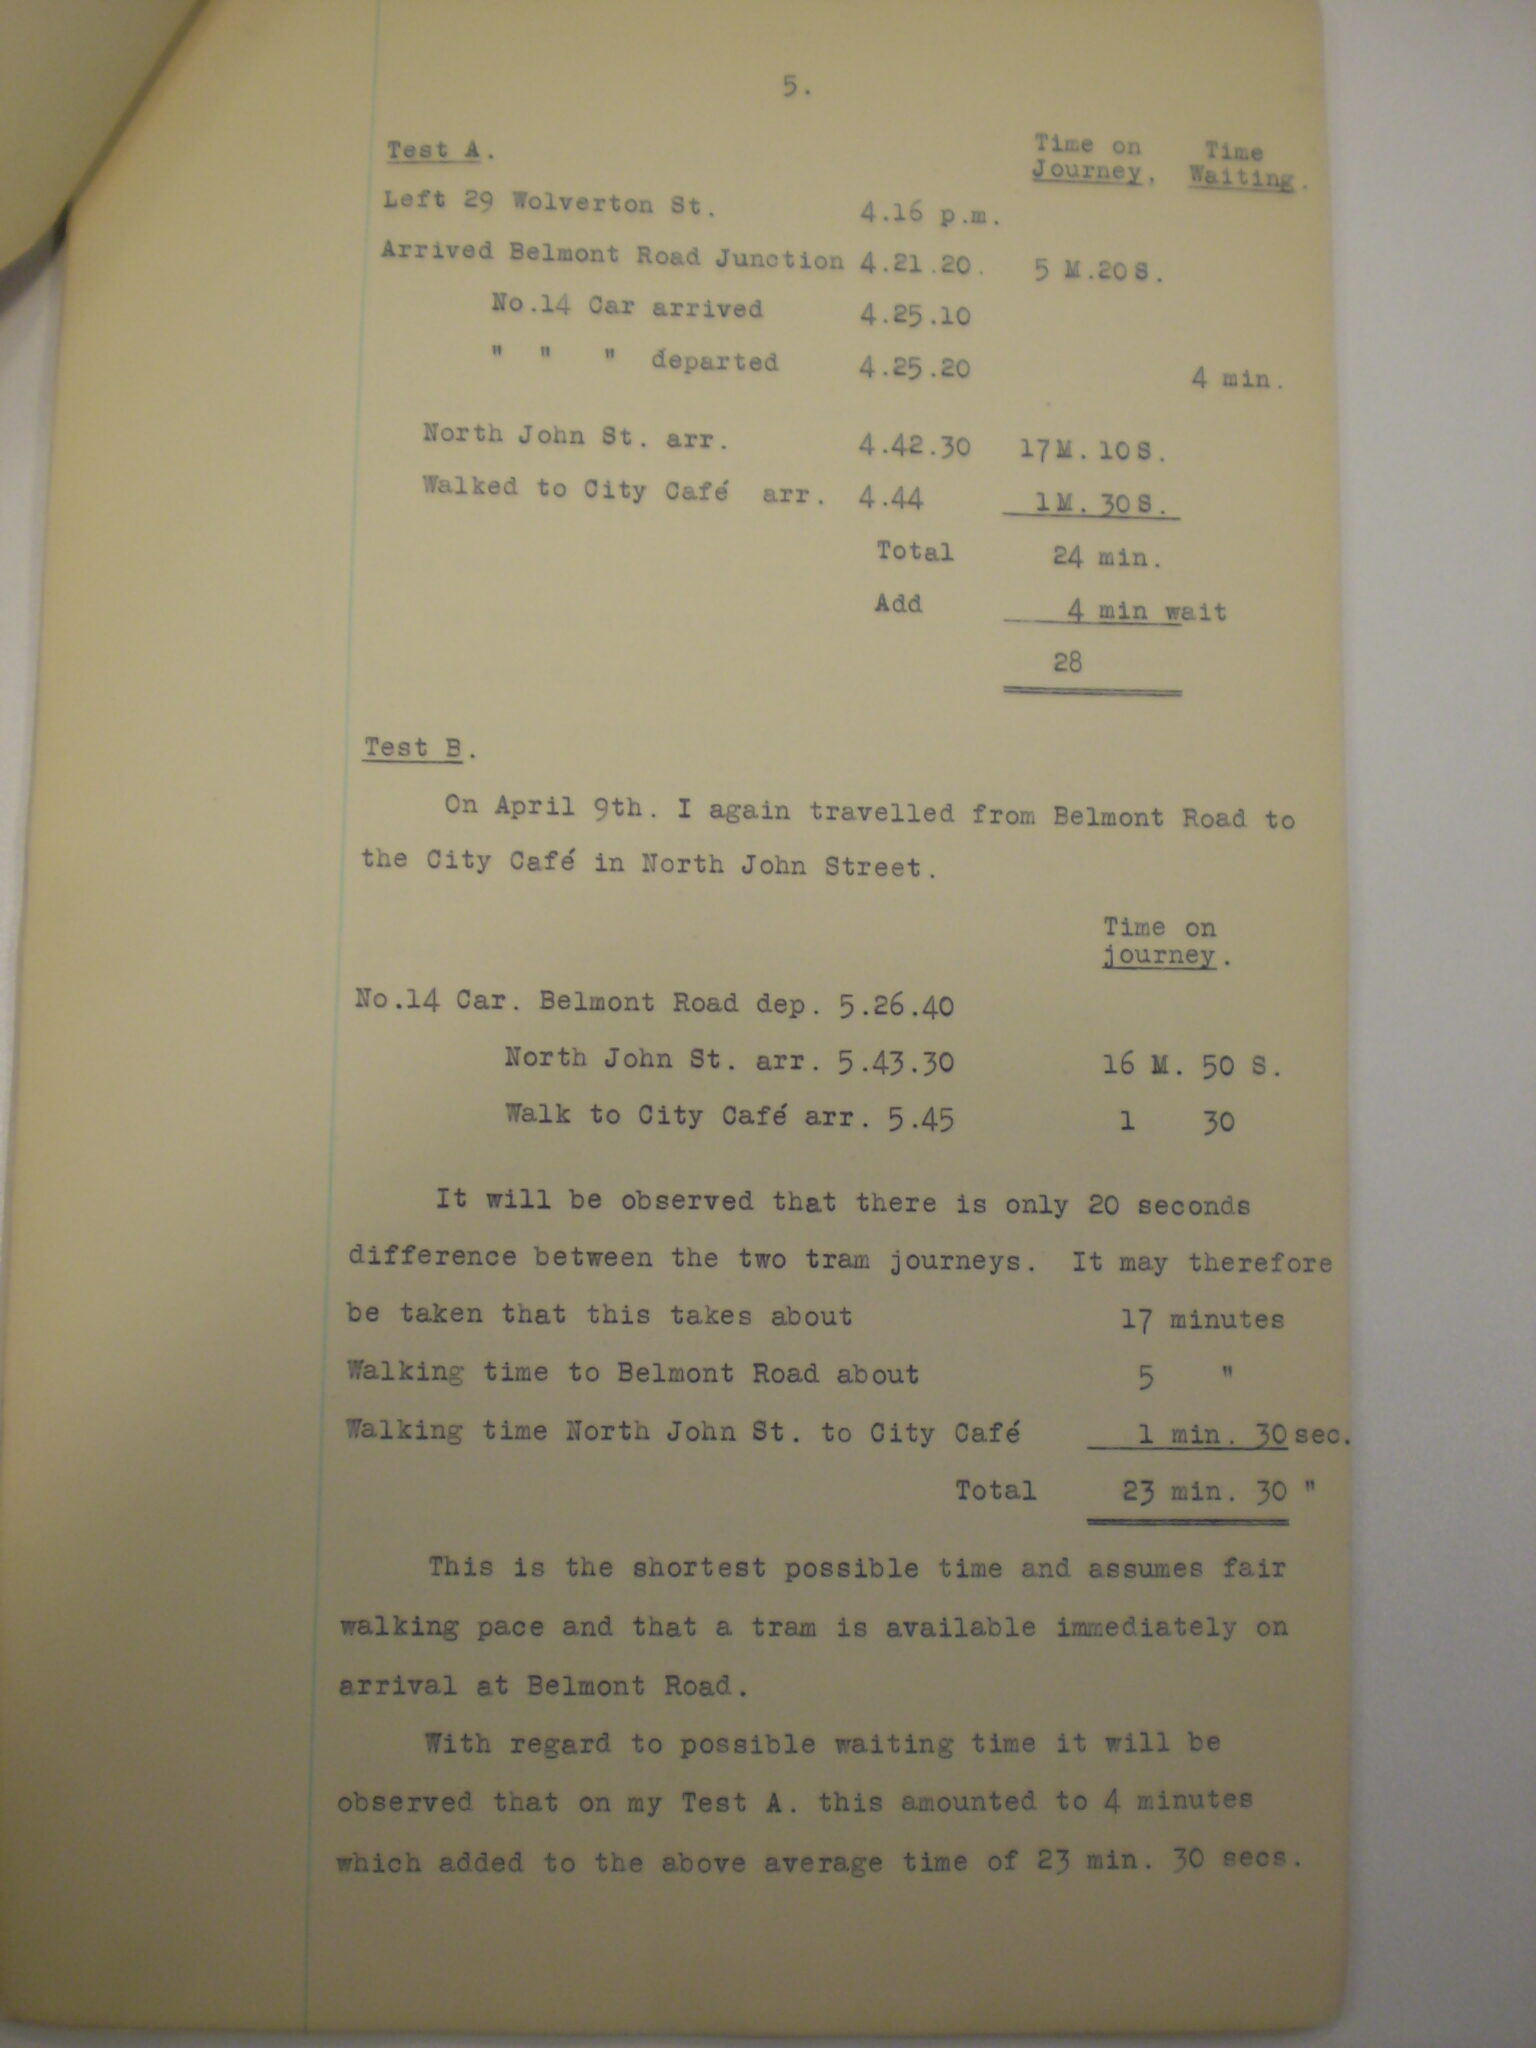 5.
Test A. Time on Journey. Time Waiting.
Left 29 Wolverton St. 4.16 p.m.
Arrived Belmont Road Junction 4.21.20. 5 M.20S.
No.14 Car arrived 4.25.10
" " " departed 4.25.20 4 min.
North John St. arr. 4.42.30 17M. 10S.
Walked to City Café arr. 4.44 1M. 30S.
Total 24 min.
Add 4 min wait
28
Test B.
On April 9th. I again travelled from Belmont Road to
the City Café in North John Street.
Time on
journey.
No.14 Car. Belmont Road dep. 5.26.40
North John St. arr. 5.43.30 16 M. 50 S.
Walk to City Café arr. 5.45 1 30
It will be observed that there is only 20 seconds
difference between the two tram journeys. It may therefore
be taken that this takes about 17 minutes
Walking time to Belmont Road about 5 "
Walking time North John St. to City Café 1 min. 30 sec.
Total 23 min. 30 "
This is the shortest possible time and assumes fair
walking pace and that a tram is available immediately on
arrival at Belmont Road.
With regard to possible waiting time it will be
observed that on my Test A. this amounted to 4 minutes
which added to the above average time of 23 min. 30 secs.